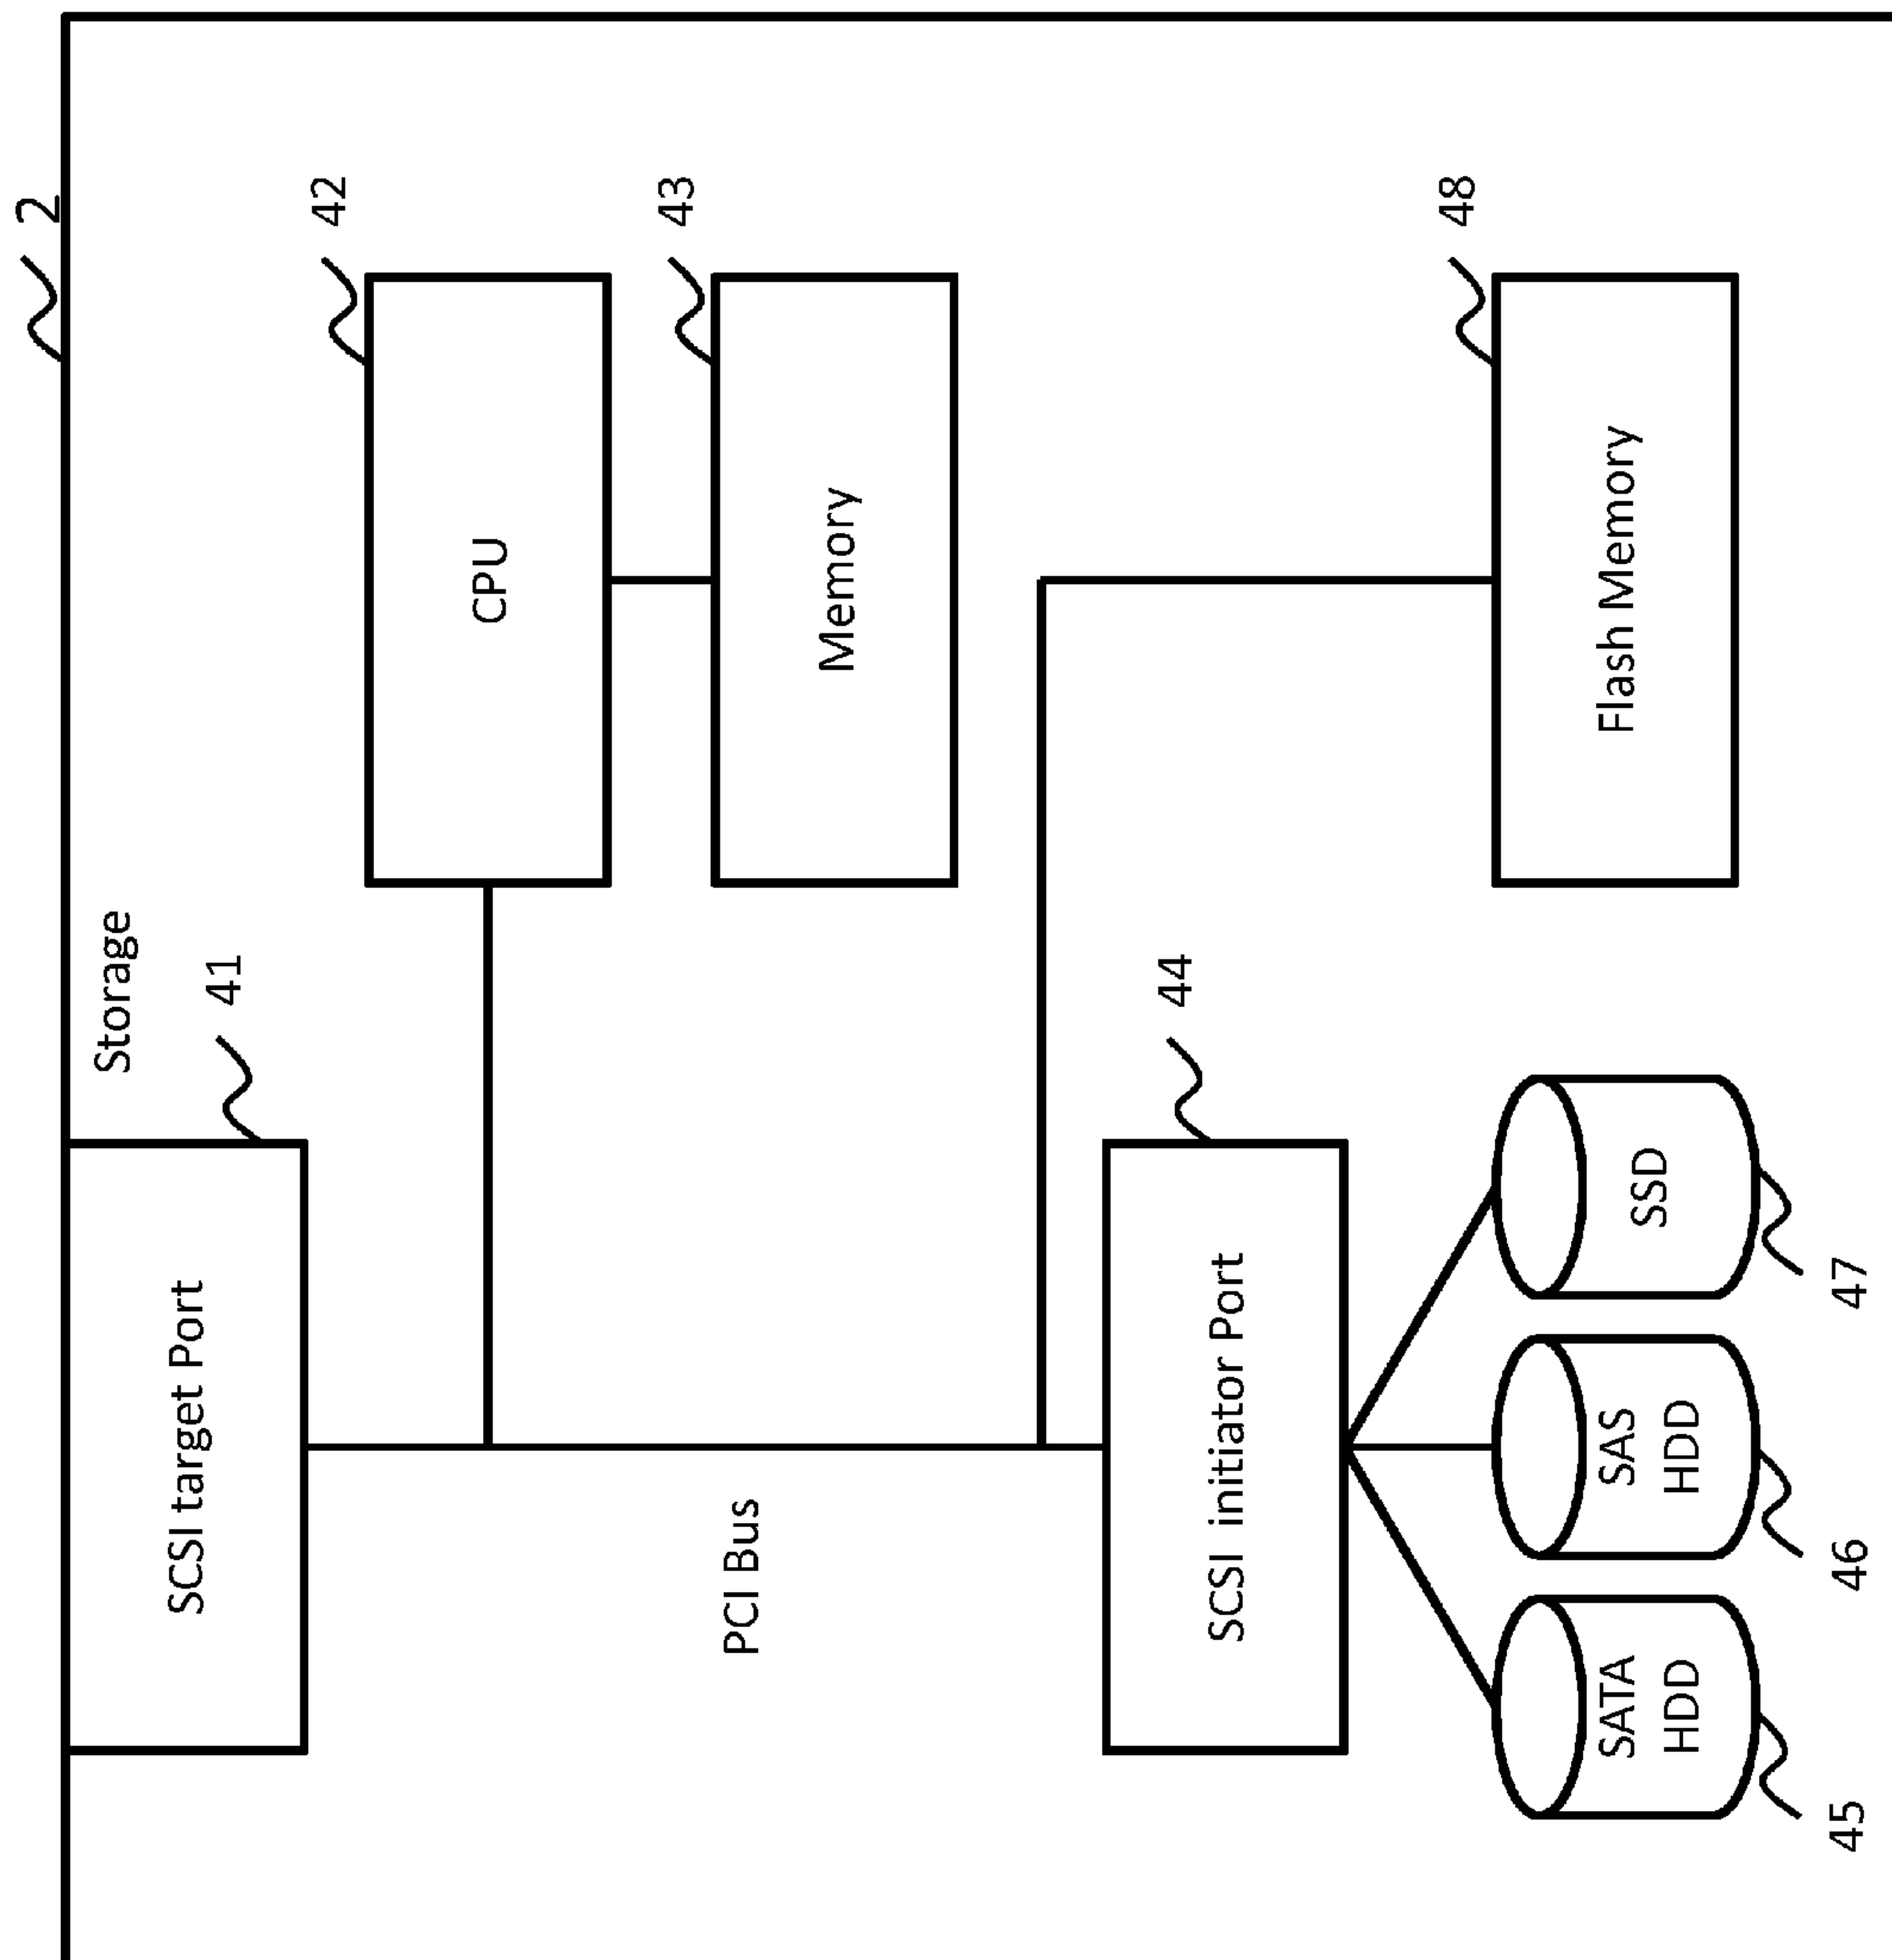 2
Storage
SCSI target Port
41
42
CPU
43
Memory
PCI Bus
44
SCSI initiator Port
48
Flash Memory
SATA
HDD
45
SAS
HDD
46
SSD
47